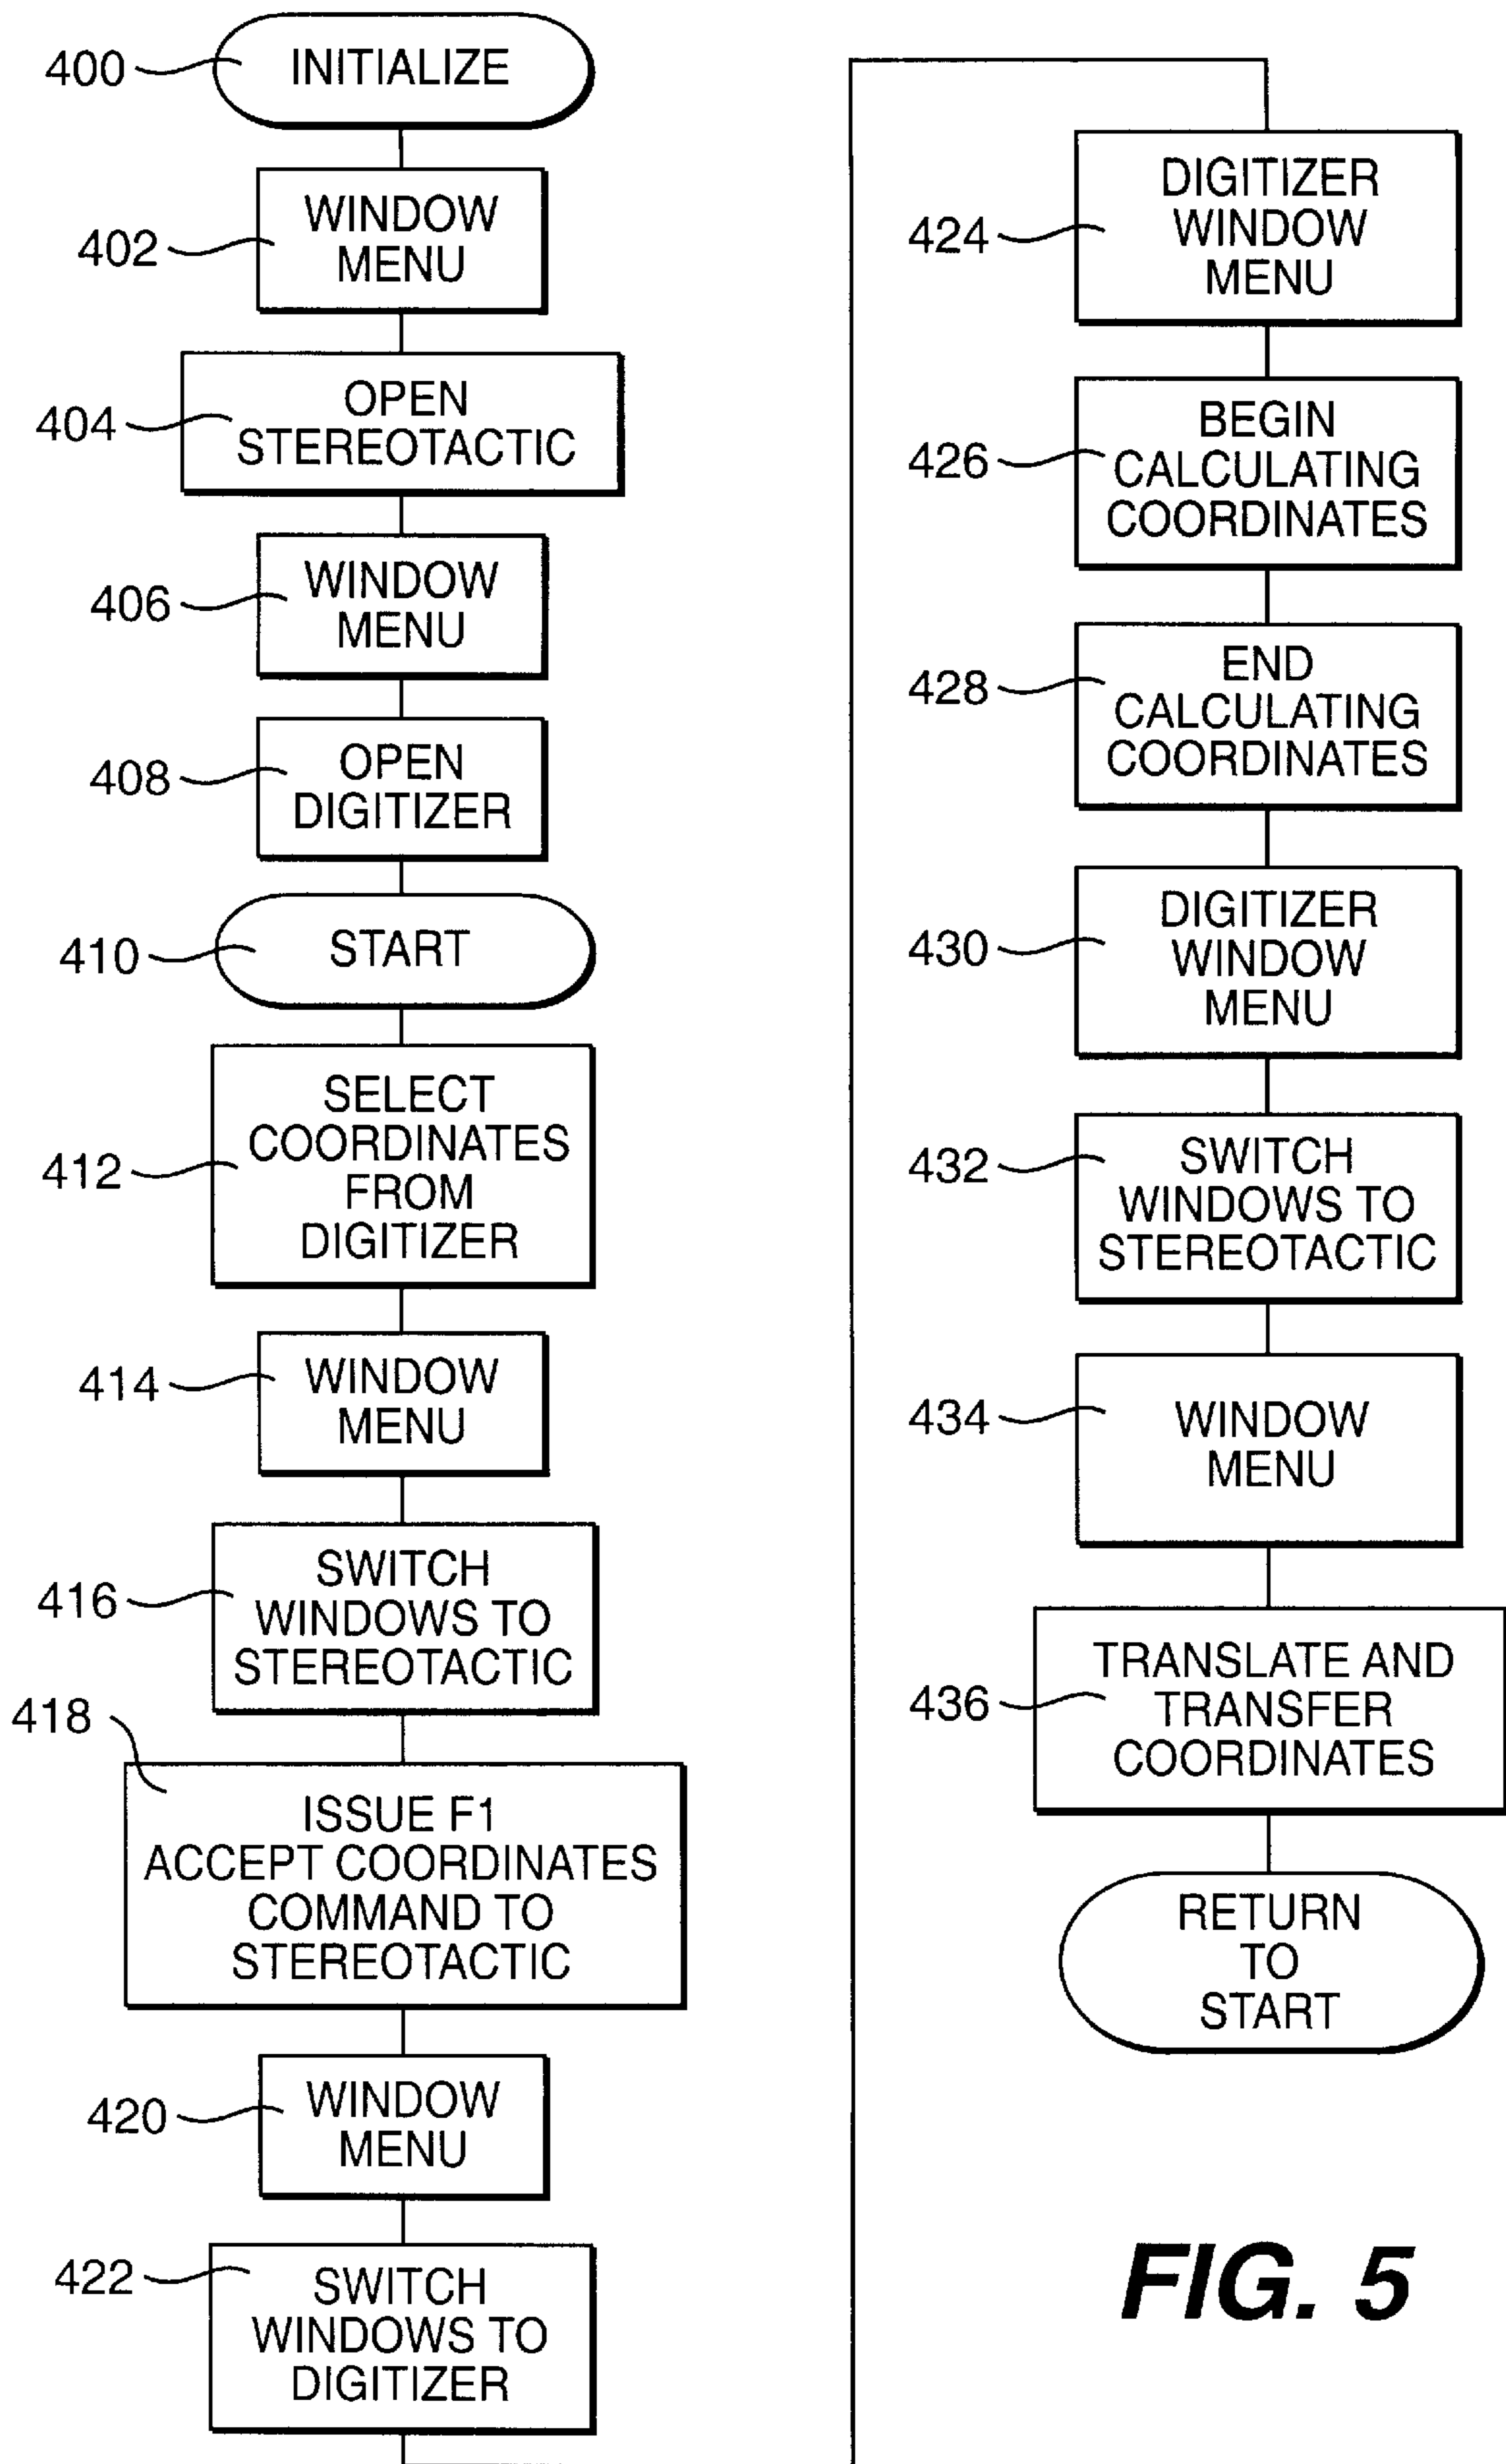 400
INITIALIZE
402
WINDOW
MENU
404
OPEN
STEREOTACTIC
406
WINDOW
MENU
408
OPEN
DIGITIZER
410
START
412
SELECT
COORDINATES
FROM
DIGITIZER
414
WINDOW
MENU
416
SWITCH
WINDOWS TO
STEREOTACTIC
418
ISSUE F1
ACCEPT COORDINATES
COMMAND TO
STEREOTACTIC
420
WINDOW
MENU
422
SWITCH
WINDOWS TO
DIGITIZER
424
DIGITIZER
WINDOW
MENU
426
BEGIN
CALCULATING
COORDINATES
428
END
CALCULATING
COORDINATES
430
DIGITIZER
WINDOW
MENU
432
SWITCH
WINDOWS TO
STEREOTACTIC
434
WINDOW
MENU
436
TRANSLATE AND
TRANSFER
COORDINATES
RETURN
TO
START
FIG. 5